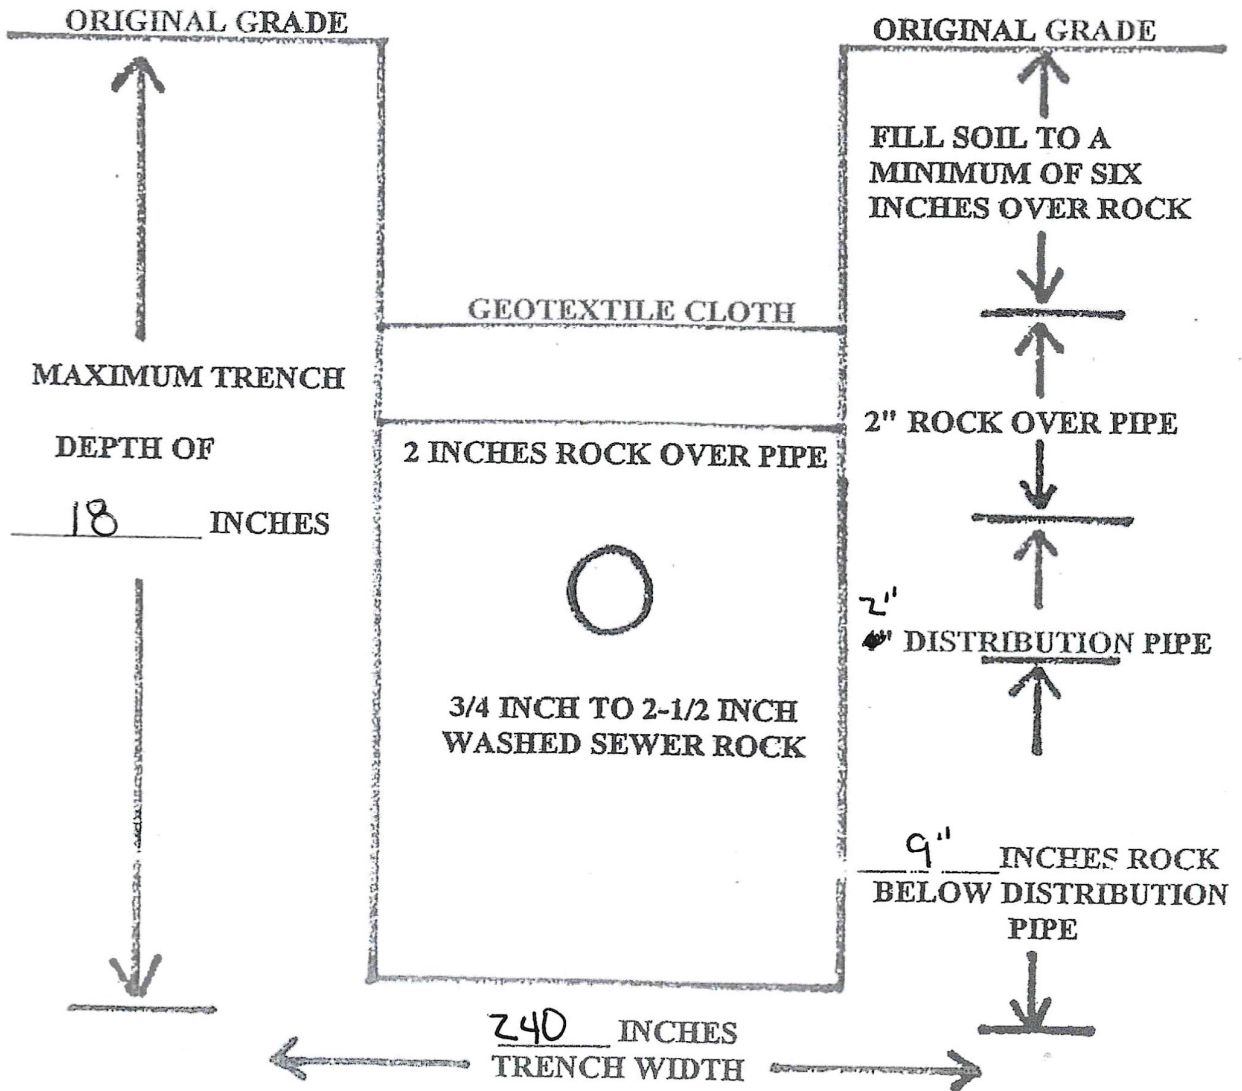 ORIGINAL GRADE
ORIGINAL GRADE
FILL SOIL TO A
MINIMUM OF SIX
INCHES OVER ROCK
GEOTEXTILE CLOTH
MAXIMUM TRENCH
DEPTH OF
18 INCHES
2" ROCK OVER PIPE
2 INCHES ROCK OVER PIPE
2"
" DISTRIBUTION PIPE
3/4 INCH TO 2-1/2 INCH
WASHED SEWER ROCK
9" INCHES ROCK
BELOW DISTRIBUTION
PIPE
240 INCHES
TRENCH WIDTH